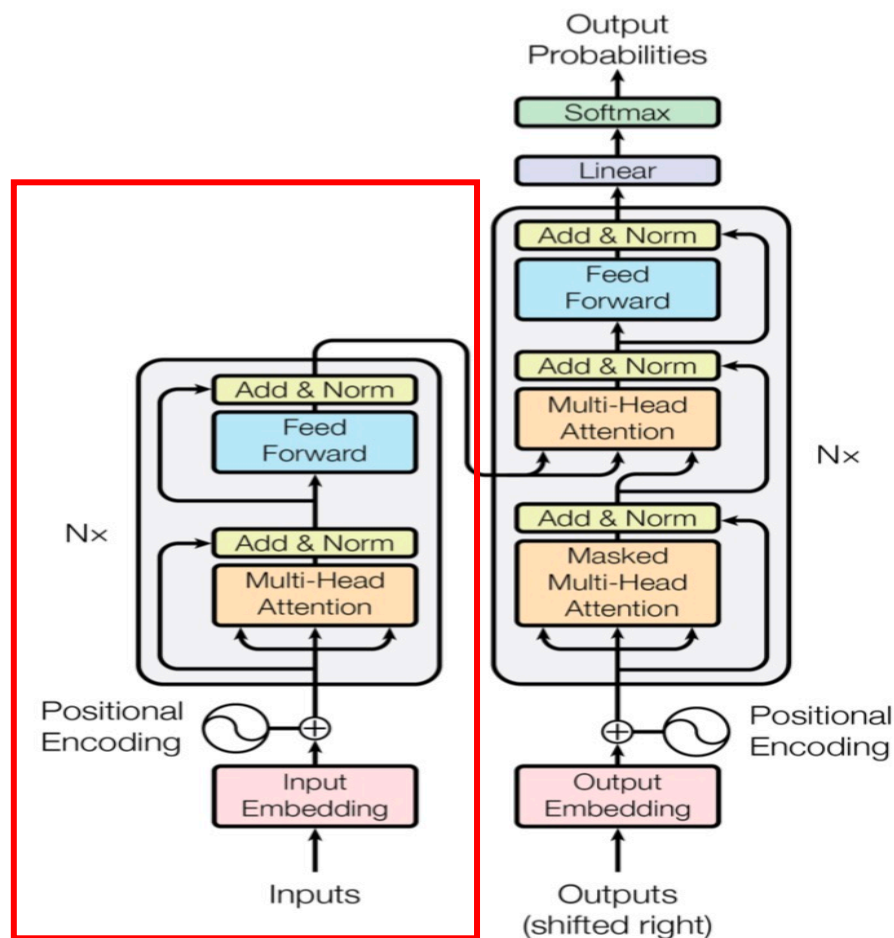 Output
Probabilities
Softmax
Linear
Add & Norm
Feed
Forward
Add & Norm
Multi-Head
Attention
Nx
Add & Norm
Masked
Multi-Head
Attention
Add & Norm
Feed
Forward
Nx
Add & Norm
Multi-Head
Attention
Positional
Encoding
Positional
Encoding
Input
Embedding
Output
Embedding
Inputs
Outputs
(shifted right)